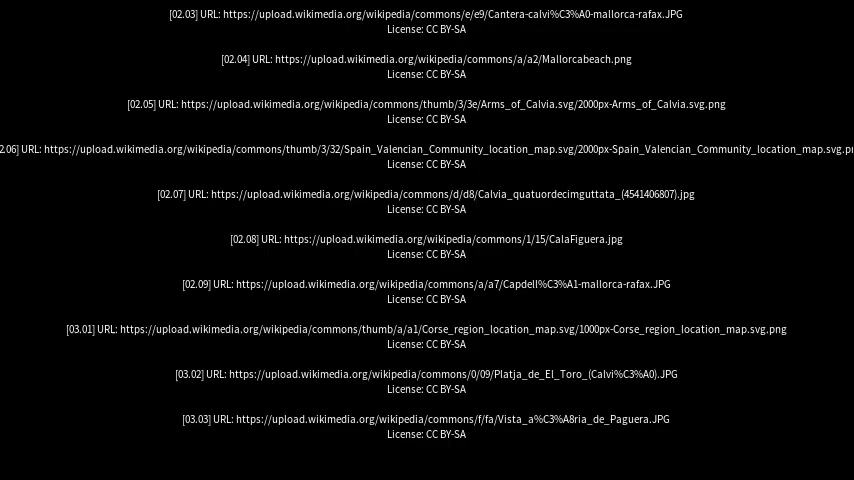 [02.03] URL: https://upload.wikimedia.org/wikipedia/commons/e/e9/Cantera-calvi%C3%A0-mallorca-rafax.JPG
License: CC BY-SA
[02.04] URL: https://upload.wikimedia.org/wikipedia/commons/a/a2/Mallorcabeach.png
License: CC BY-SA
[02.05] URL: https://upload.wikimedia.org/wikipedia/commons/thumb/3/3e/Arms_of_Calvia.svg/2000px-Arms_of_Calvia.svg.png
License: CC BY-SA
2.06] URL: https://upload.wikimedia.org/wikipedia/commons/thumb/3/32/Spain_Valencian_Community_location_map.svg/2000px-Spain_Valencian_Community_location_map.svg.pn
License: CC BY-SA
[02.07] URL: https://upload.wikimedia.org/wikipedia/commons/d/d8/Calvia_quatuordecimguttata_(4541406807).jpg
License: CC BY-SA
[02.08] URL: https://upload.wikimedia.org/wikipedia/commons/1/15/CalaFiguera.jpg
License: CC BY-SA
[02.09] URL: https://upload.wikimedia.org/wikipedia/commons/a/a7/Capdell%C3%A1-mallorca-rafax.JPG
License: CC BY-SA
[03.01] URL: https://upload.wikimedia.org/wikipedia/commons/thumb/a/a1/Corse_region_location_map.svg/1000px-Corse_region_location_map.svg.png
License: CC BY-SA
[03.02] URL: https://upload.wikimedia.org/wikipedia/commons/0/09/Platja_de_El_Toro_(Calvi%C3%A0).JPG
License: CC BY-SA
[03.03] URL: https://upload.wikimedia.org/wikipedia/commons/f/fa/Vista_a%C3%A8ria_de_Paguera.JPG
License: CC BY-SA